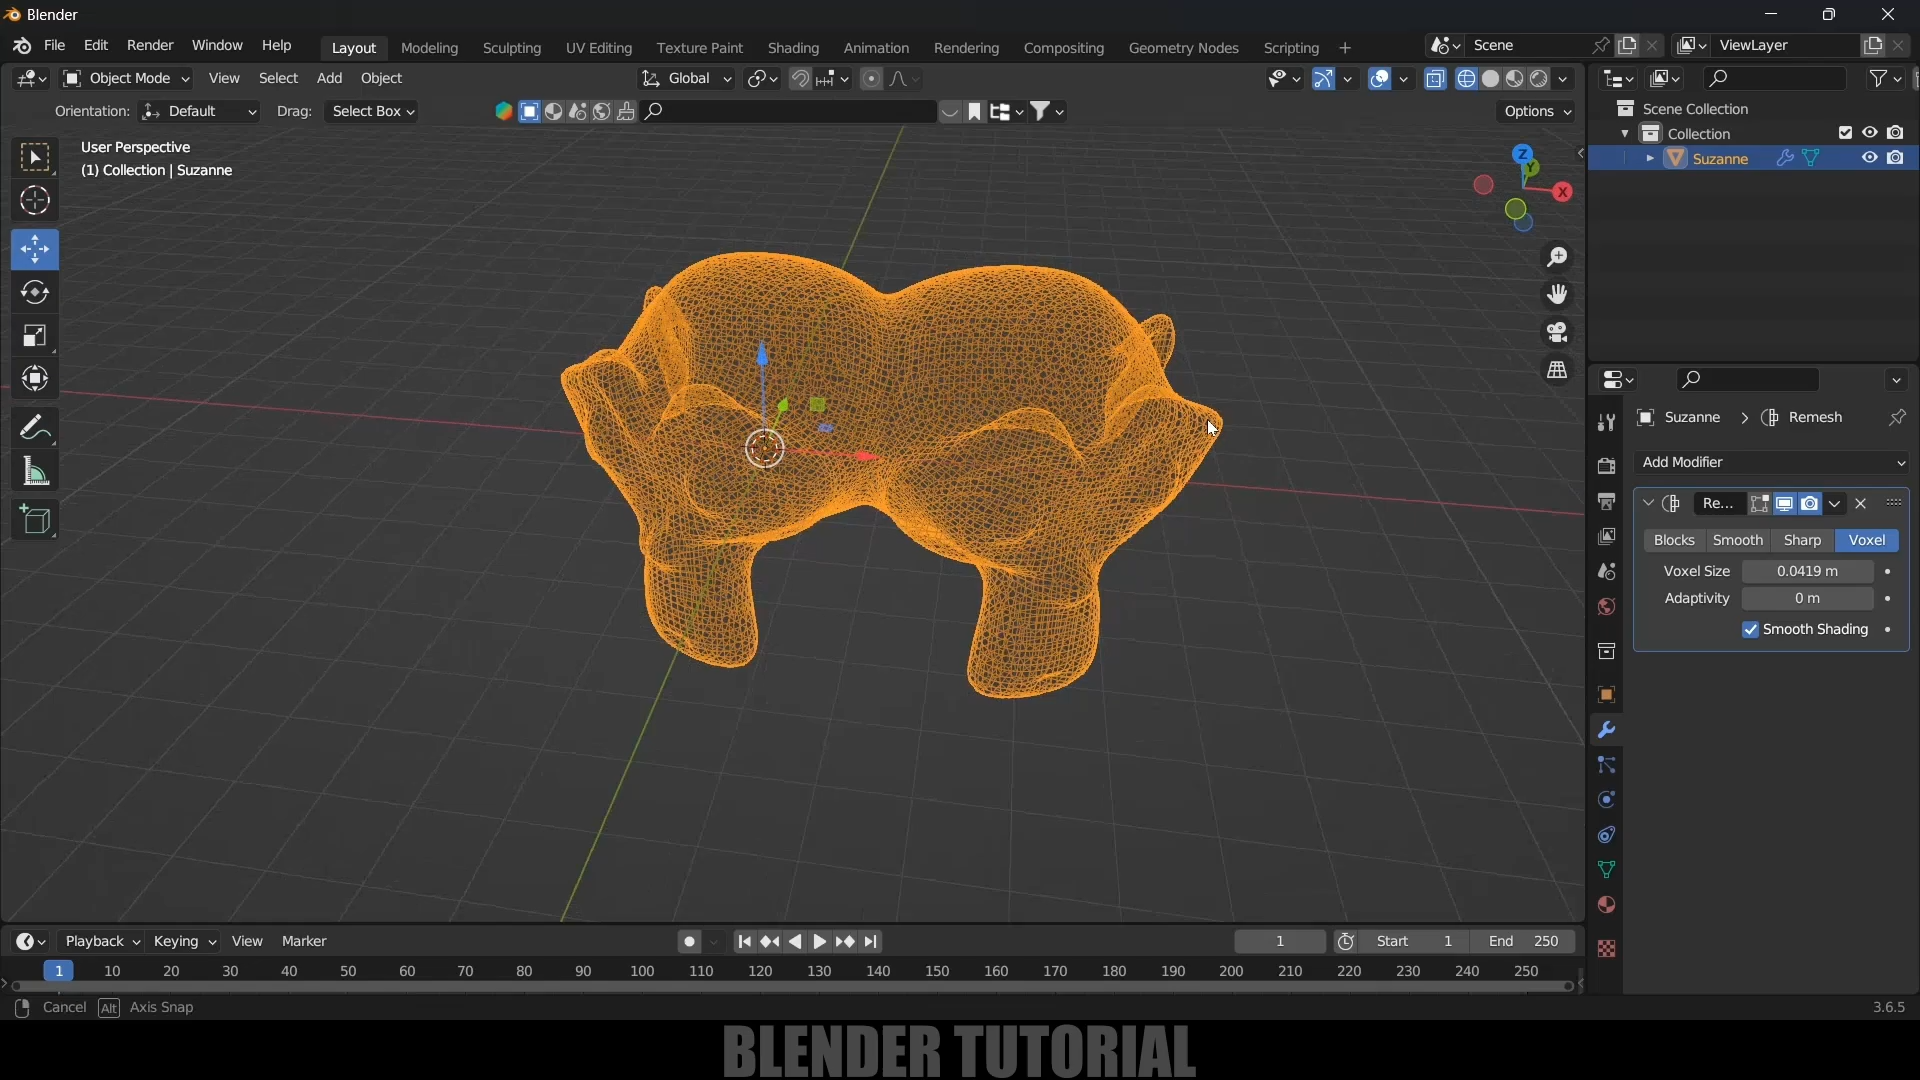 Blender
File Edit Render Window Help Layout Modeling Sculpting UV Editing Texture Paint Shading Animation Rendering Compositing Geometry Nodes Scripting + Scene ViewLayer
Object Mode View Select Add Object Global
Orientation: Default Drag: Select Box Options
User Perspective
(1) Collection | Suzanne
Z
Y
X
Scene Collection
Collection
Suzanne
Suzanne > Remesh
Add Modifier
Re...
Blocks Smooth Sharp Voxel
Voxel Size 0.0419 m
Adaptivity 0 m
Smooth Shading
Playback Keying View Marker 1 Start 1 End 250
1 10 20 30 40 50 60 70 80 90 100 110 120 130 140 150 160 170 180 190 200 210 220 230 240 250
Cancel Alt Axis Snap 3.6.5
BLENDER TUTORIAL